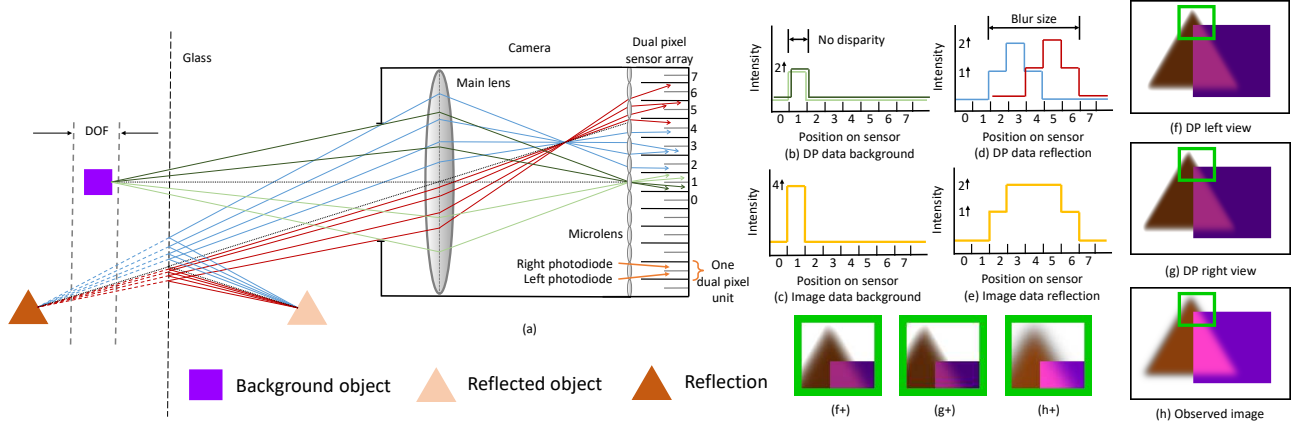 Glass
Camera
Dual pixel
sensor array
Main lens
DOF
7
6
5
4
3
2
1
0
Microlens
Right photodiode
Left photodiode
One
dual pixel
unit
(a)
Background object
Reflected object
Reflection
No disparity
Intensity
2
0 1 2 3 4 5 6 7
Position on sensor
(b) DP data background
Blur size
Intensity
2
1
0 1 2 3 4 5 6 7
Position on sensor
(d) DP data reflection
Intensity
4
0 1 2 3 4 5 6 7
Position on sensor
(c) Image data background
Intensity
2
1
0 1 2 3 4 5 6 7
Position on sensor
(e) Image data reflection
(f+)
(g+)
(h+)
(f) DP left view
(g) DP right view
(h) Observed image